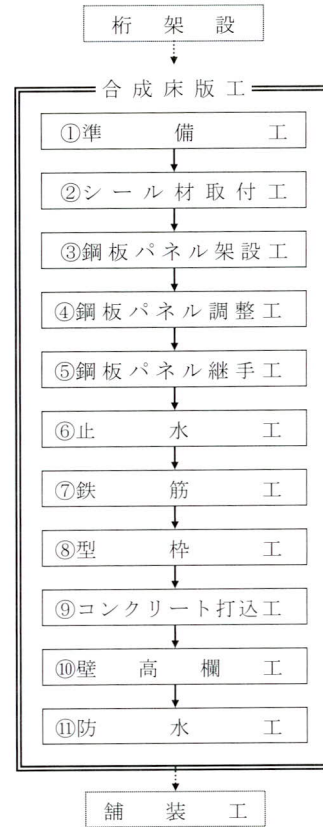 桁架設
合成床版工
①準備工
②シール材取付工
③鋼板パネル架設工
④鋼板パネル調整工
⑤鋼板パネル継手工
⑥止水工
⑦鉄筋工
⑧型枠工
⑨コンクリート打込工
⑩壁高欄工
⑪防水工
舗装工